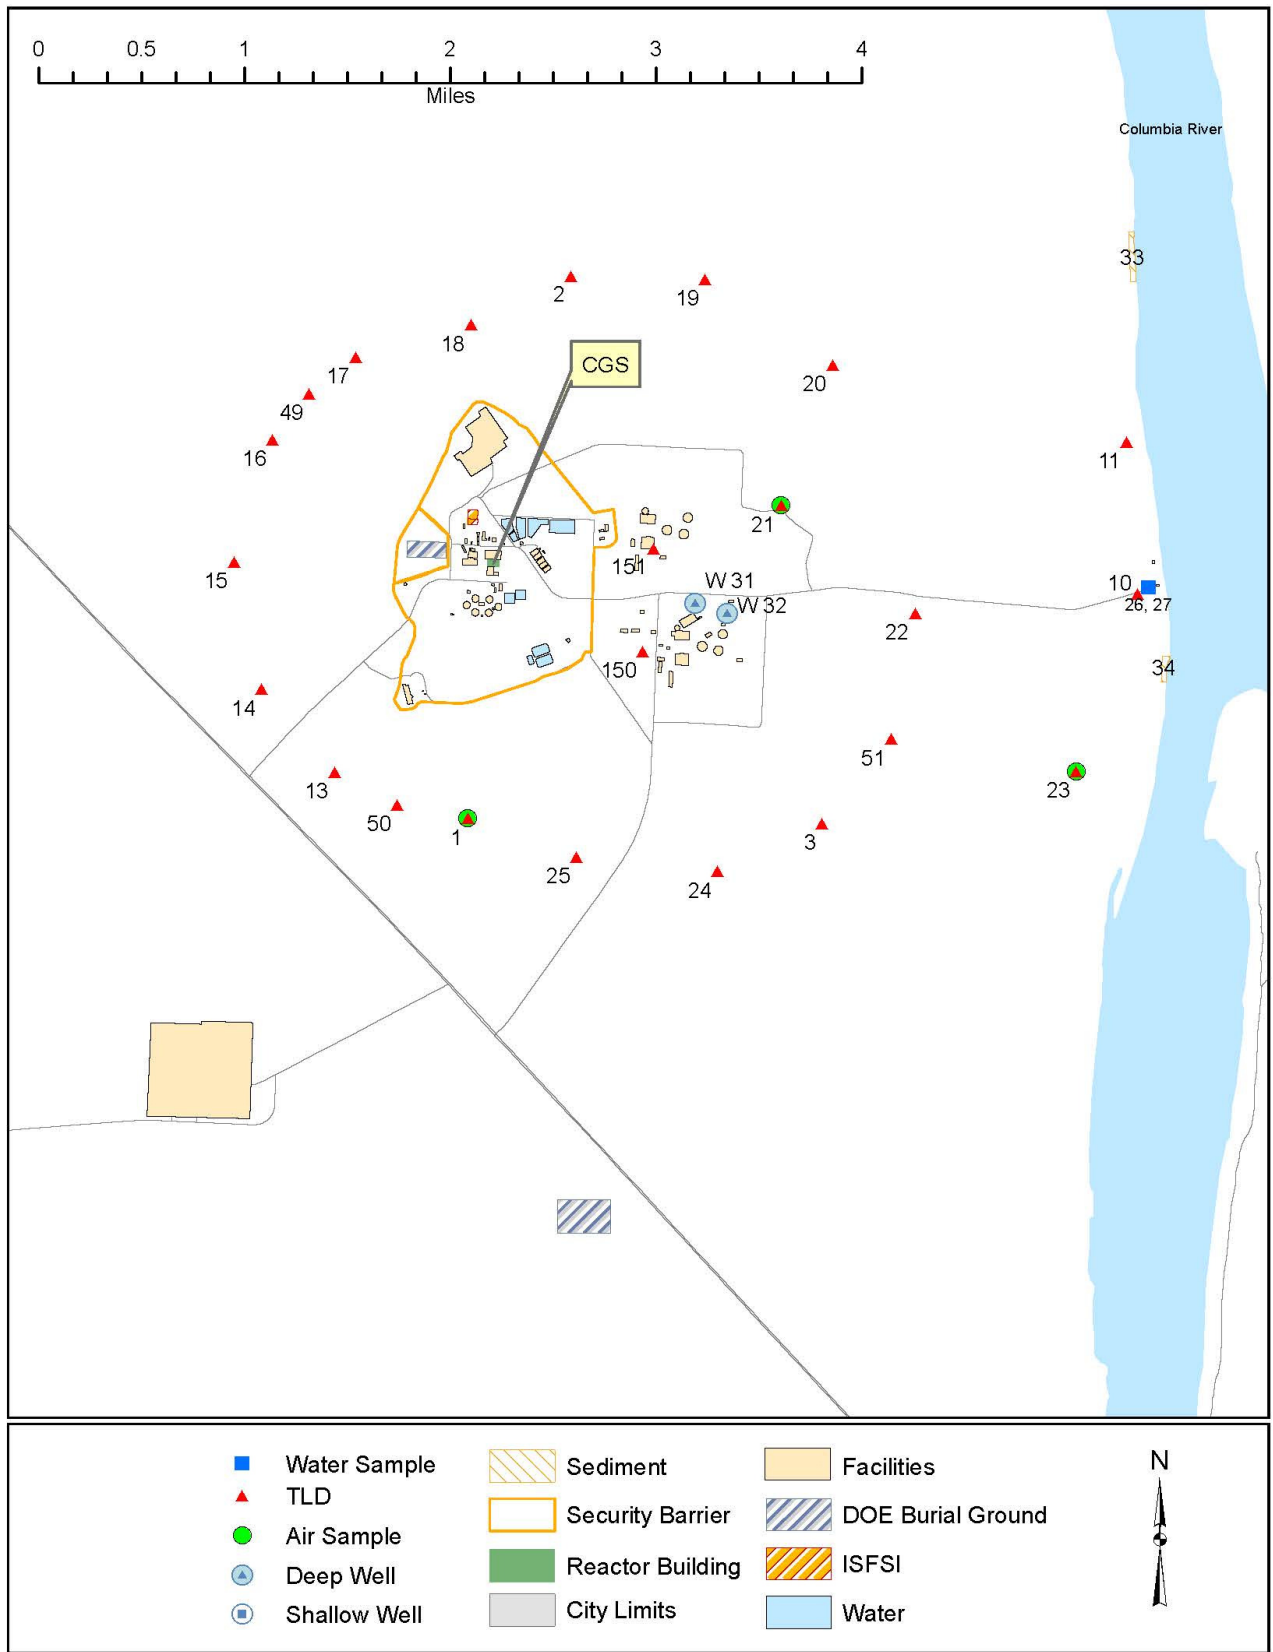 0 0.5 1 2 3 4
Miles
Columbia River
33
2
19
18
17
CGS
20
49
16
11
21
151
15
W 31
10
W 32
26, 27
22
150
34
14
51
13
23
50
1
3
25
24
Water Sample
TLD
Air Sample
Deep Well
Shallow Well
Sediment
Security Barrier
Reactor Building
City Limits
Facilities
DOE Burial Ground
ISFSI
Water
N